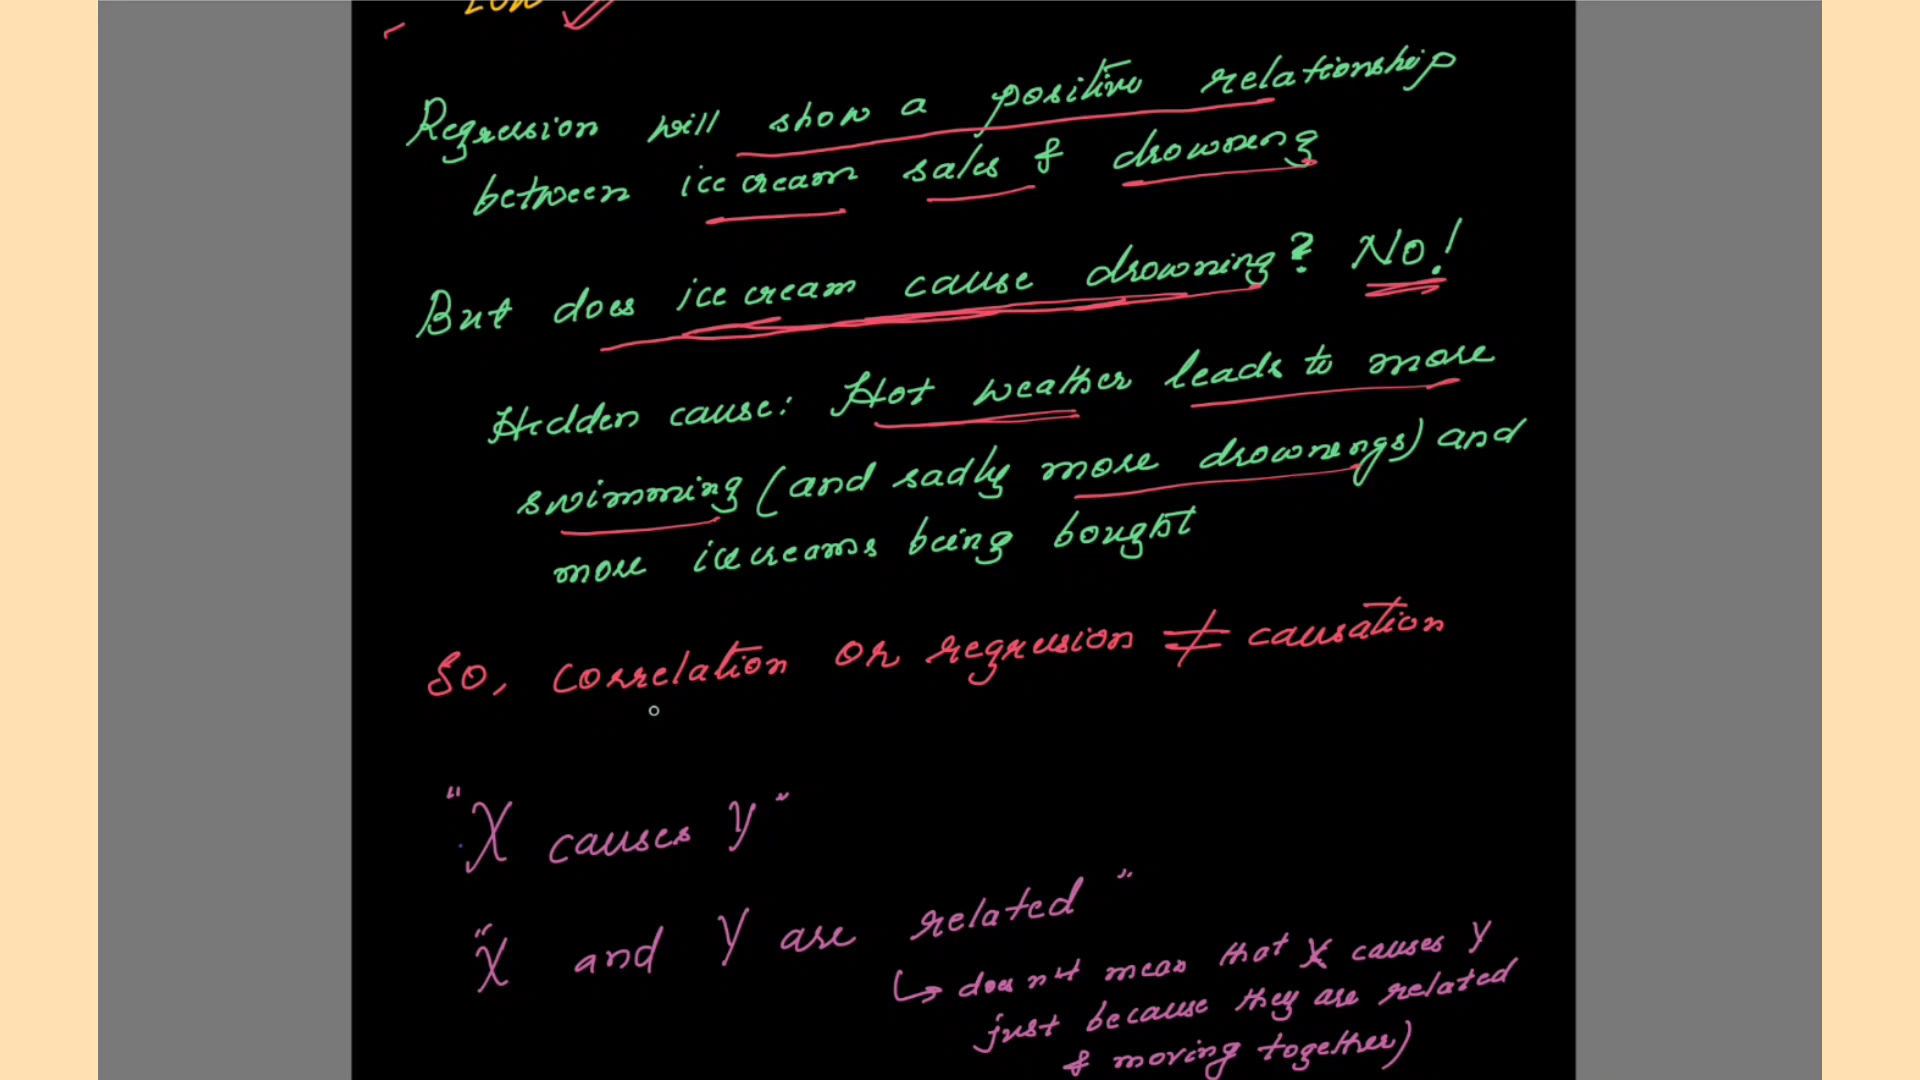 Low
Regression will show a positive relationship
between ice cream sales & drowning
But does ice cream cause drowning? No!
Hidden cause: Hot weather leads to more
swimming (and sadly more drownings) and
more icecreams being bought
So, correlation or regression ≠ causation
"X causes Y"
"X and Y are related"
↳ doesn't mean that X causes Y
just because they are related
& moving together)